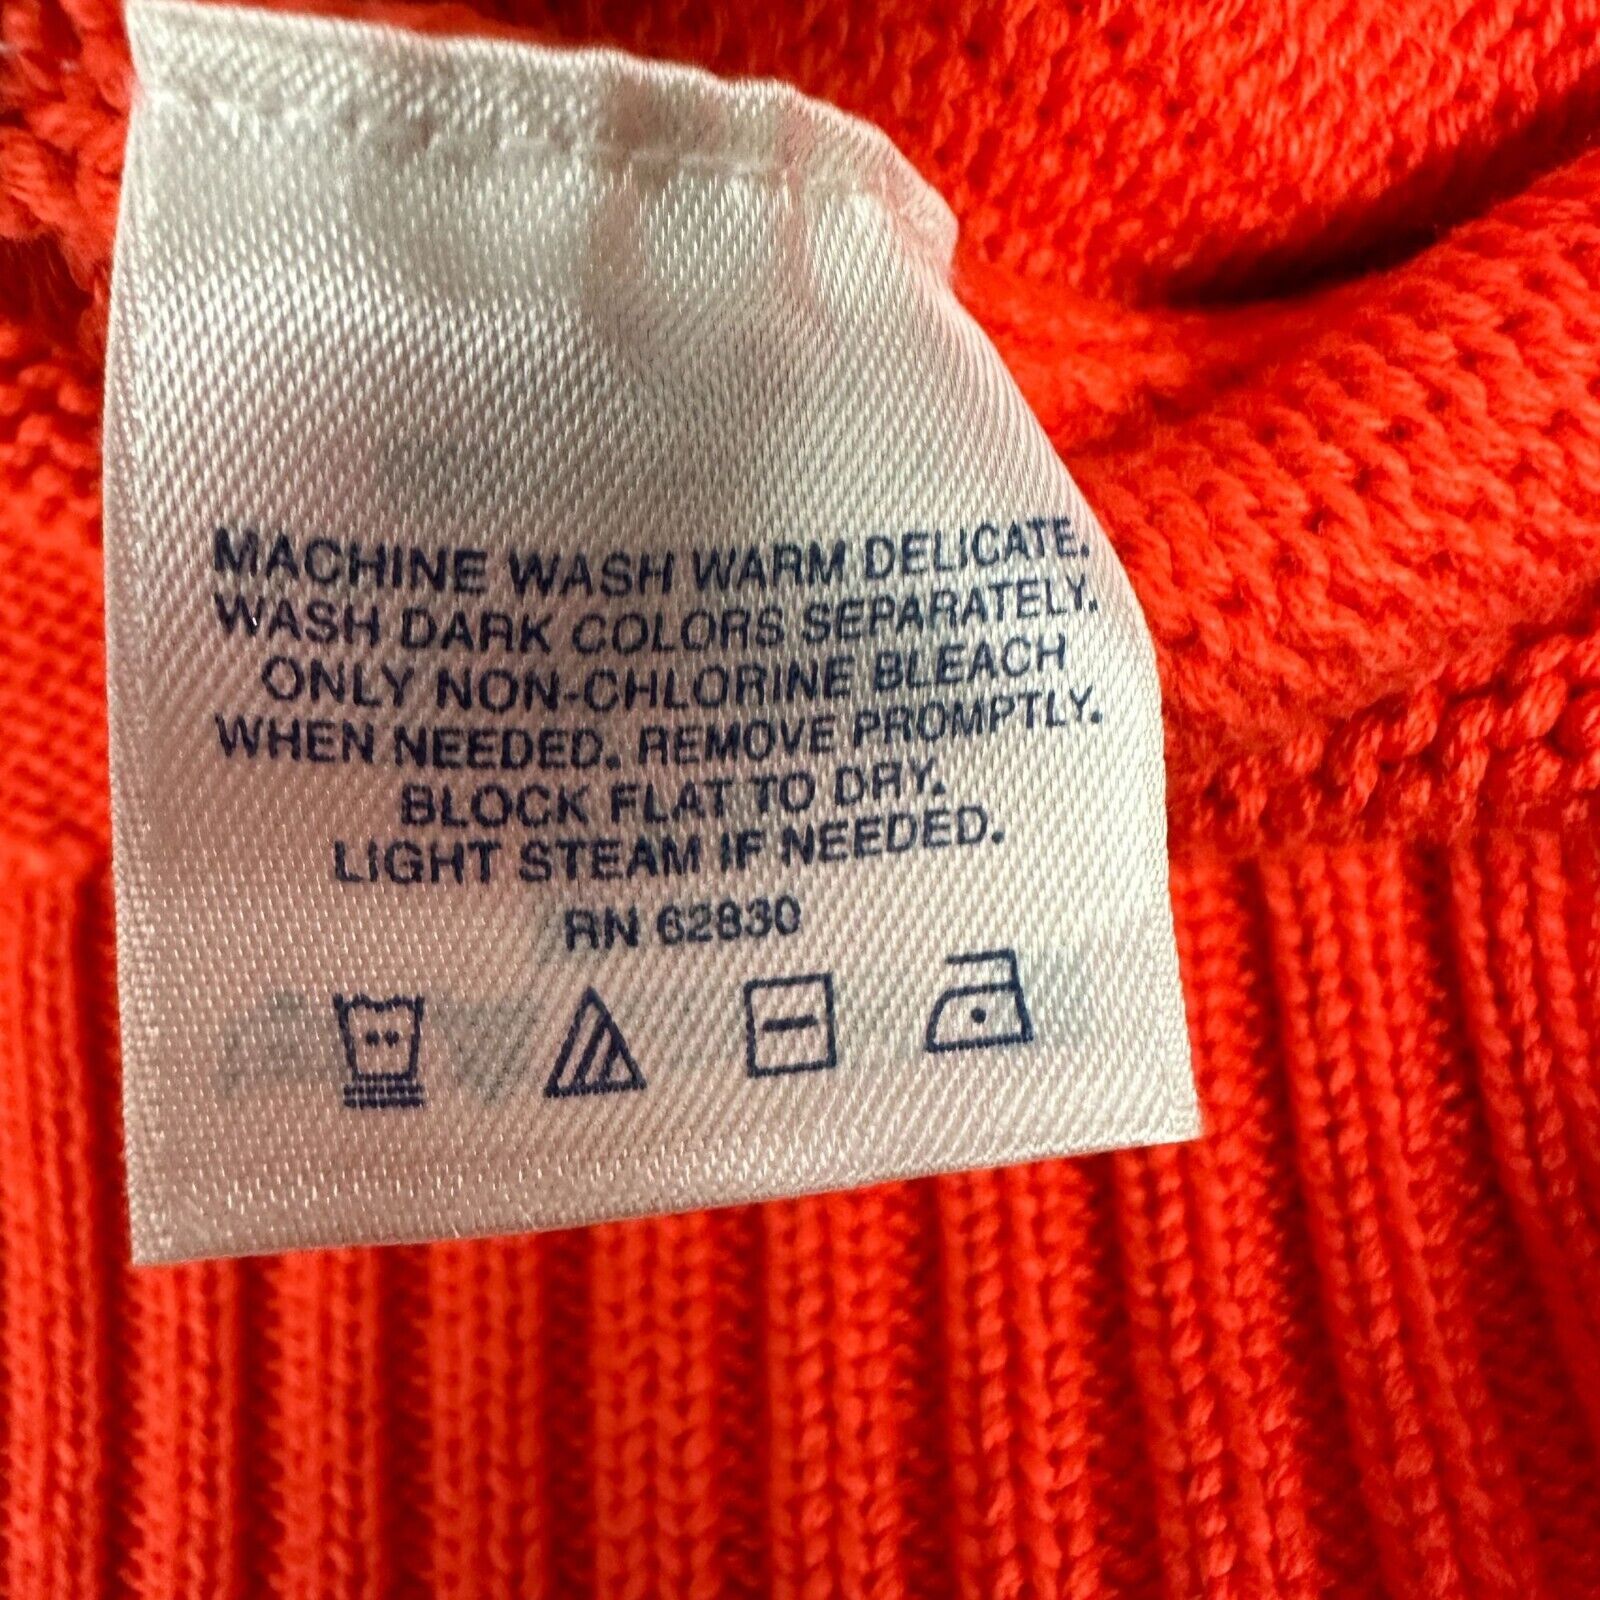 MACHINE WASH WARM DELICATE.
WASH DARK COLORS SEPARATELY.
ONLY NON-CHLORINE BLEACH
WHEN NEEDED. REMOVE PROMPTLY.
BLOCK FLAT TO DRY.
LIGHT STEAM IF NEEDED.
RN 62830